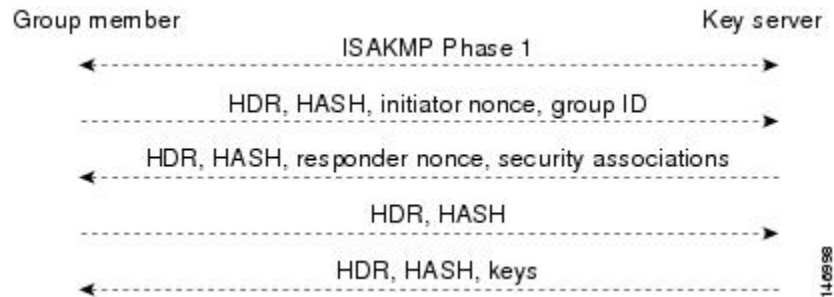 Group member
Key server
ISAKMP Phase 1
HDR, HASH, initiator nonce, group ID
HDR, HASH, responder nonce, security associations
HDR, HASH
HDR, HASH, keys
146998